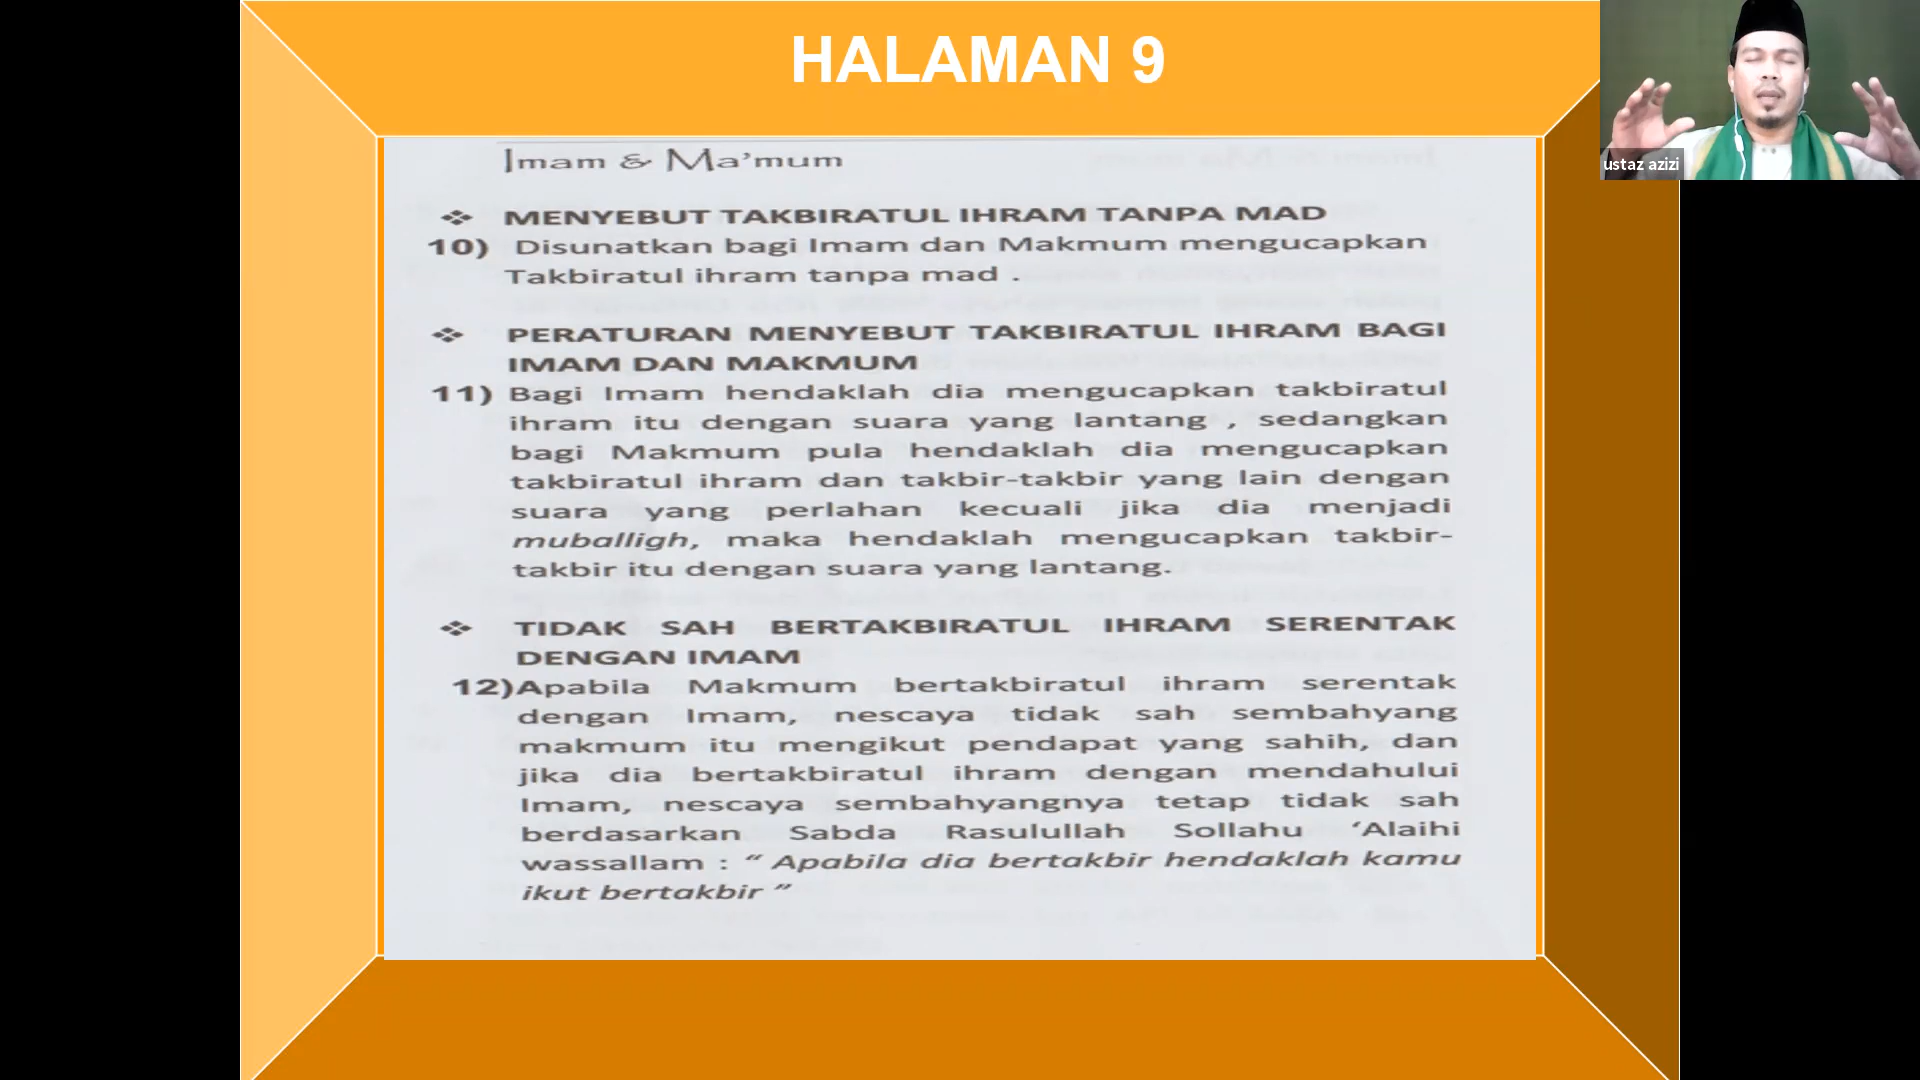 HALAMAN 9
ustaz azizi
Imam & Ma’mum
❖ MENYEBUT TAKBIRATUL IHRAM TANPA MAD
10) Disunatkan bagi Imam dan Makmum mengucapkan
Takbiratul ihram tanpa mad .
❖ PERATURAN MENYEBUT TAKBIRATUL IHRAM BAGI
IMAM DAN MAKMUM
11) Bagi Imam hendaklah dia mengucapkan takbiratul
ihram itu dengan suara yang lantang , sedangkan
bagi Makmum pula hendaklah dia mengucapkan
takbiratul ihram dan takbir-takbir yang lain dengan
suara yang perlahan kecuali jika dia menjadi
muballigh, maka hendaklah mengucapkan takbir-
takbir itu dengan suara yang lantang.
❖ TIDAK SAH BERTAKBIRATUL IHRAM SERENTAK
DENGAN IMAM
12)Apabila Makmum bertakbiratul ihram serentak
dengan Imam, nescaya tidak sah sembahyang
makmum itu mengikut pendapat yang sahih, dan
jika dia bertakbiratul ihram dengan mendahului
Imam, nescaya sembahyangnya tetap tidak sah
berdasarkan Sabda Rasulullah Sollahu ‘Alaihi
wassallam : “ Apabila dia bertakbir hendaklah kamu
ikut bertakbir ”